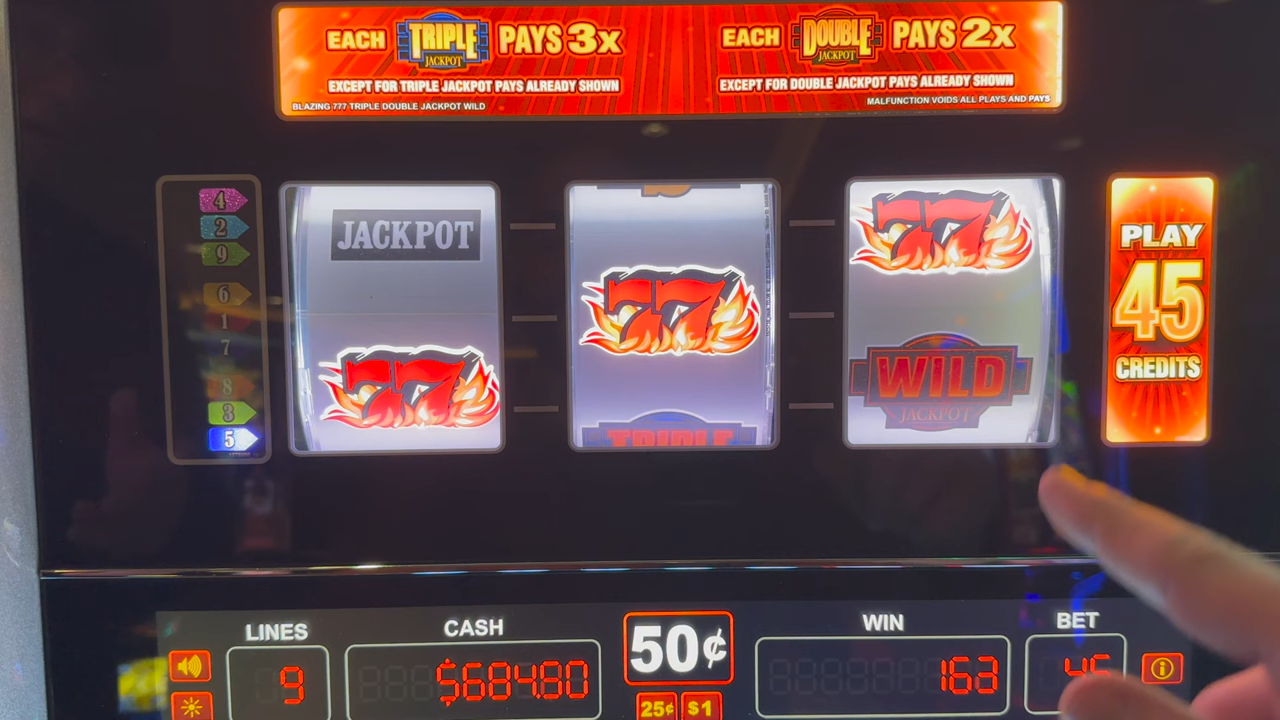 EACH TRIPLE JACKPOT PAYS 3x
EXCEPT FOR TRIPLE JACKPOT PAYS ALREADY SHOWN
BLAZING 777 TRIPLE DOUBLE JACKPOT WILD
EACH DOUBLE JACKPOT PAYS 2x
EXCEPT FOR DOUBLE JACKPOT PAYS ALREADY SHOWN
MALFUNCTION VOIDS ALL PLAYS AND PAYS
4
2
9
6
1
7
8
3
5
JACKPOT
77
77
TRIPLE
77
WILD
JACKPOT
PLAY
45
CREDITS
LINES
9
CASH
$684.80
50¢
25¢
$1
WIN
163
BET
45